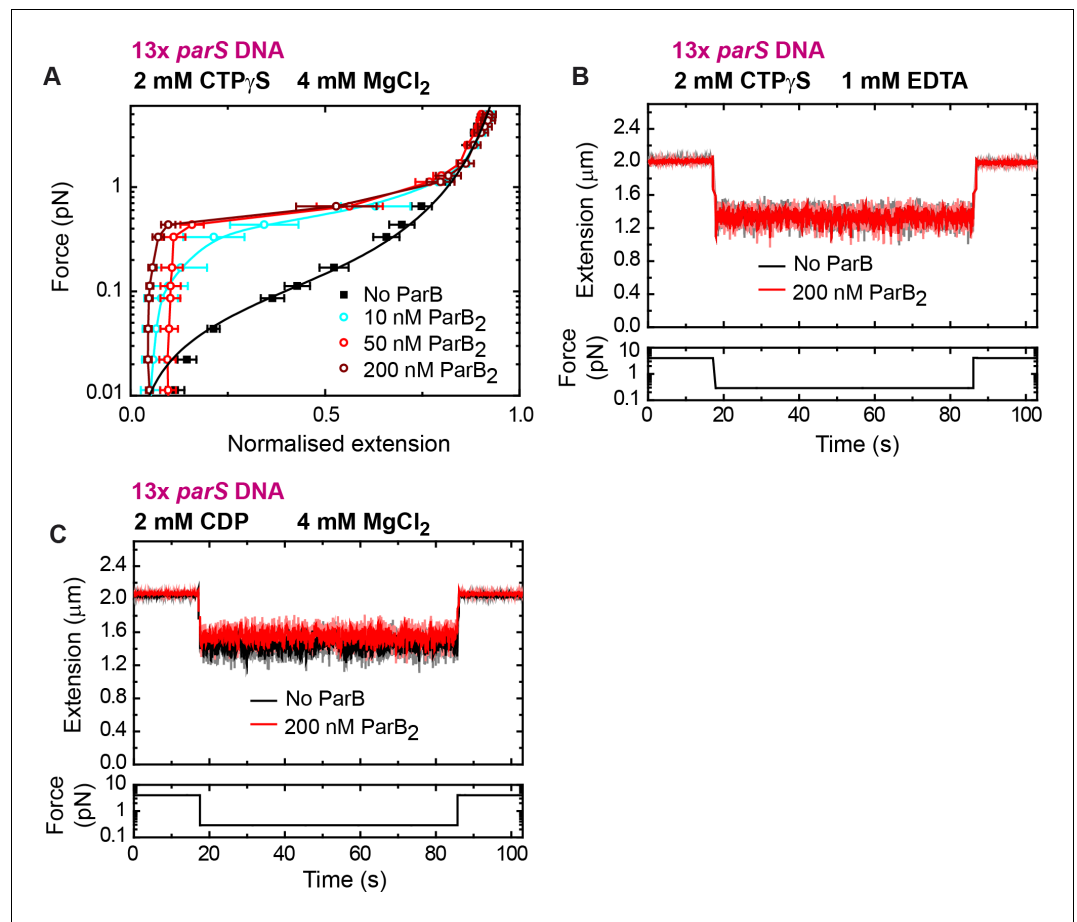 13x parS DNA
A
2 mM CTPγS 4 mM MgCl2
Force (pN)
1
0.1
0.01
No ParB
10 nM ParB2
50 nM ParB2
200 nM ParB2
0.0 0.5 1.0
Normalised extension
13x parS DNA
B
2 mM CTPγS 1 mM EDTA
Extension (μm)
2.4
2.0
1.6
1.2
0.8
0.4
0.0
No ParB
200 nM ParB2
Force
(pN)
10
1
0.1
0 20 40 60 80 100
Time (s)
13x parS DNA
C
2 mM CDP 4 mM MgCl2
Extension (μm)
2.4
2.0
1.6
1.2
0.8
0.4
0.0
No ParB
200 nM ParB2
Force
(pN)
10
1
0.1
0 20 40 60 80 100
Time (s)